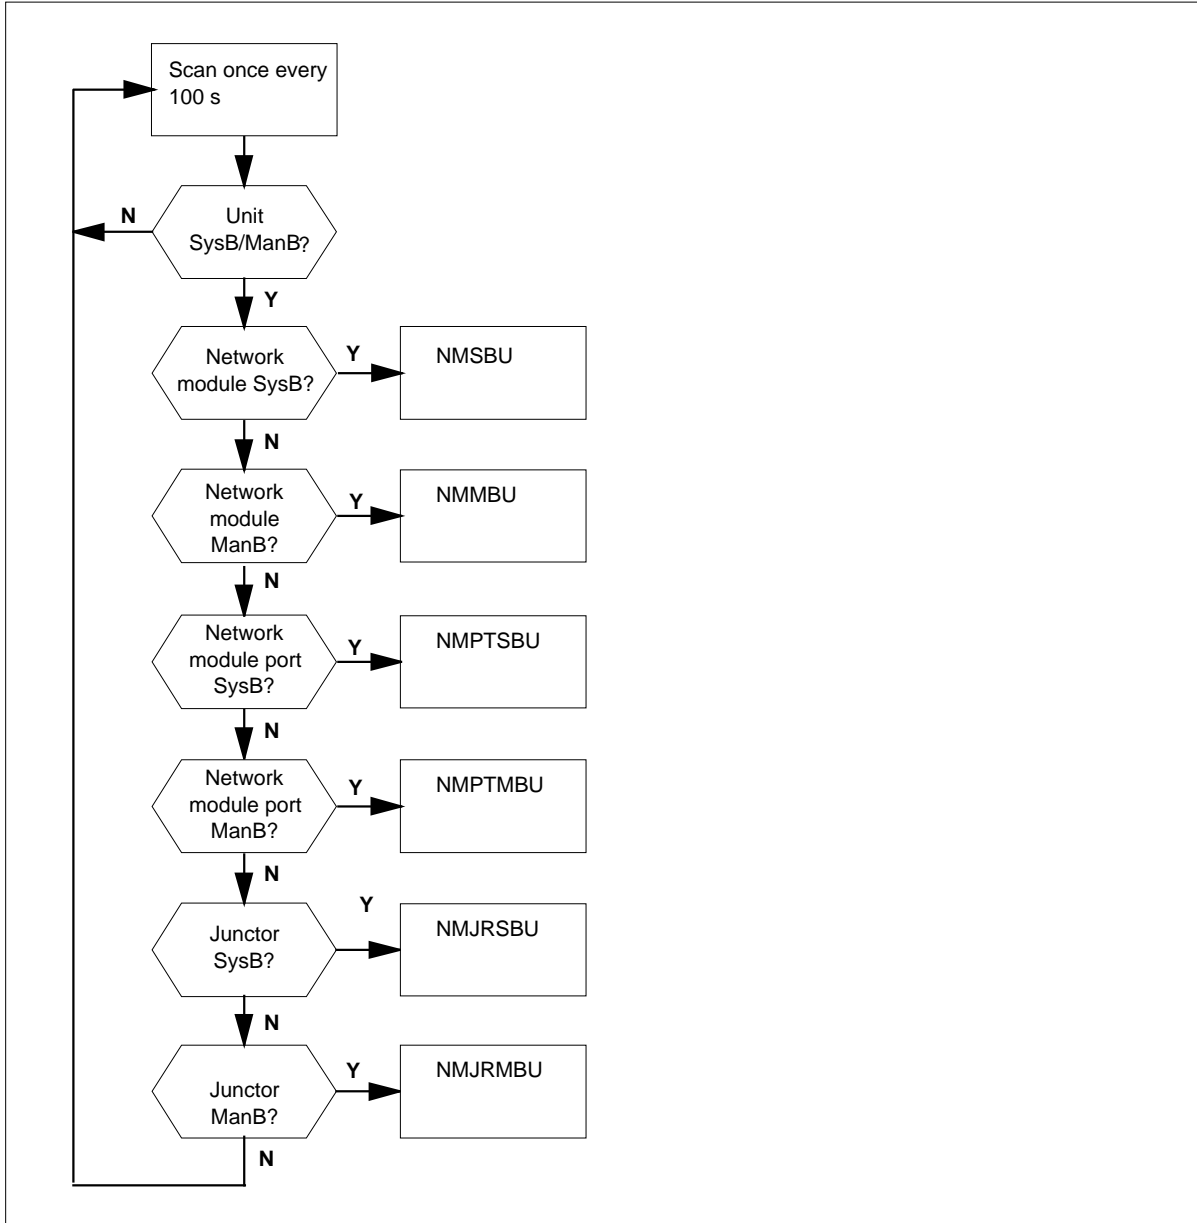 Scan once every
100 s
N
Unit
SysB/ManB?
Y
Network
module SysB?
Y
NMSBU
N
Network
module
ManB?
Y
NMMBU
N
Network
module port
SysB?
Y
NMPTSBU
N
Network
module port
ManB?
Y
NMPTMBU
N
Junctor
SysB?
Y
NMJRSBU
N
Junctor
ManB?
Y
NMJRMBU
N